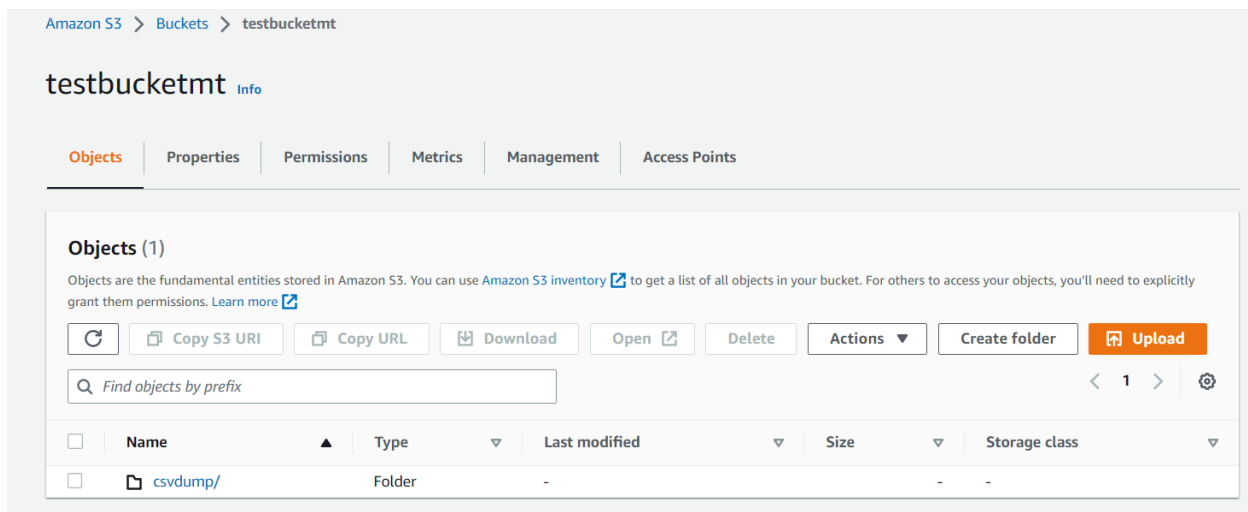 Amazon S3 > Buckets > testbucketmt
testbucketmt Info
Objects Properties Permissions Metrics Management Access Points
Objects (1)
Objects are the fundamental entities stored in Amazon S3. You can use Amazon S3 inventory to get a list of all objects in your bucket. For others to access your objects, you'll need to explicitly
grant them permissions. Learn more
Copy S3 URI Copy URL Download Open Delete Actions Create folder Upload
Find objects by prefix < 1 >
Name Type Last modified Size Storage class
csvdump/ Folder - - -